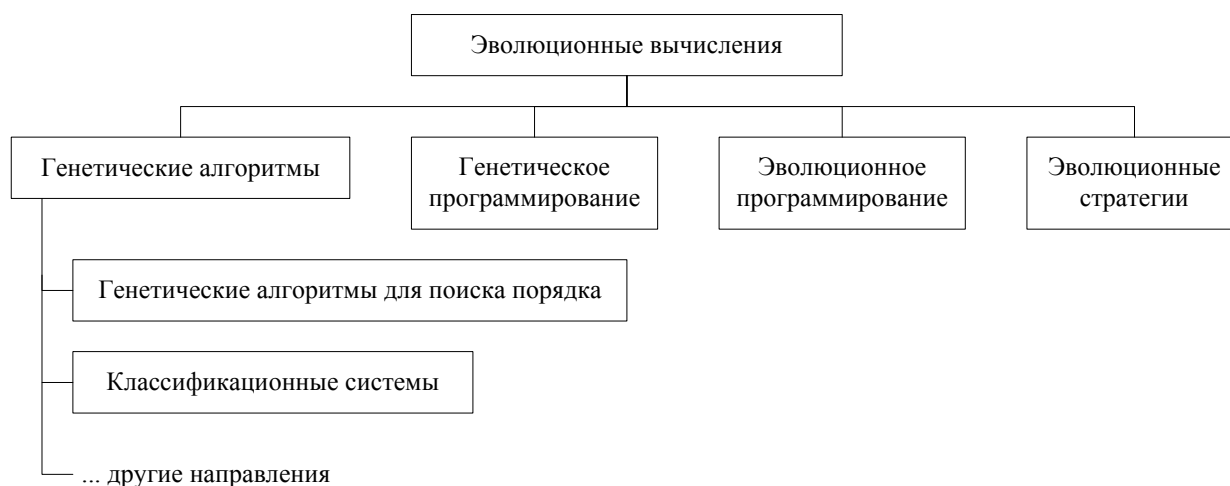 Эволюционные вычисления
Генетические алгоритмы
Генетическое
программирование
Эволюционное
программирование
Эволюционные
стратегии
Генетические алгоритмы для поиска порядка
Классификационные системы
... другие направления